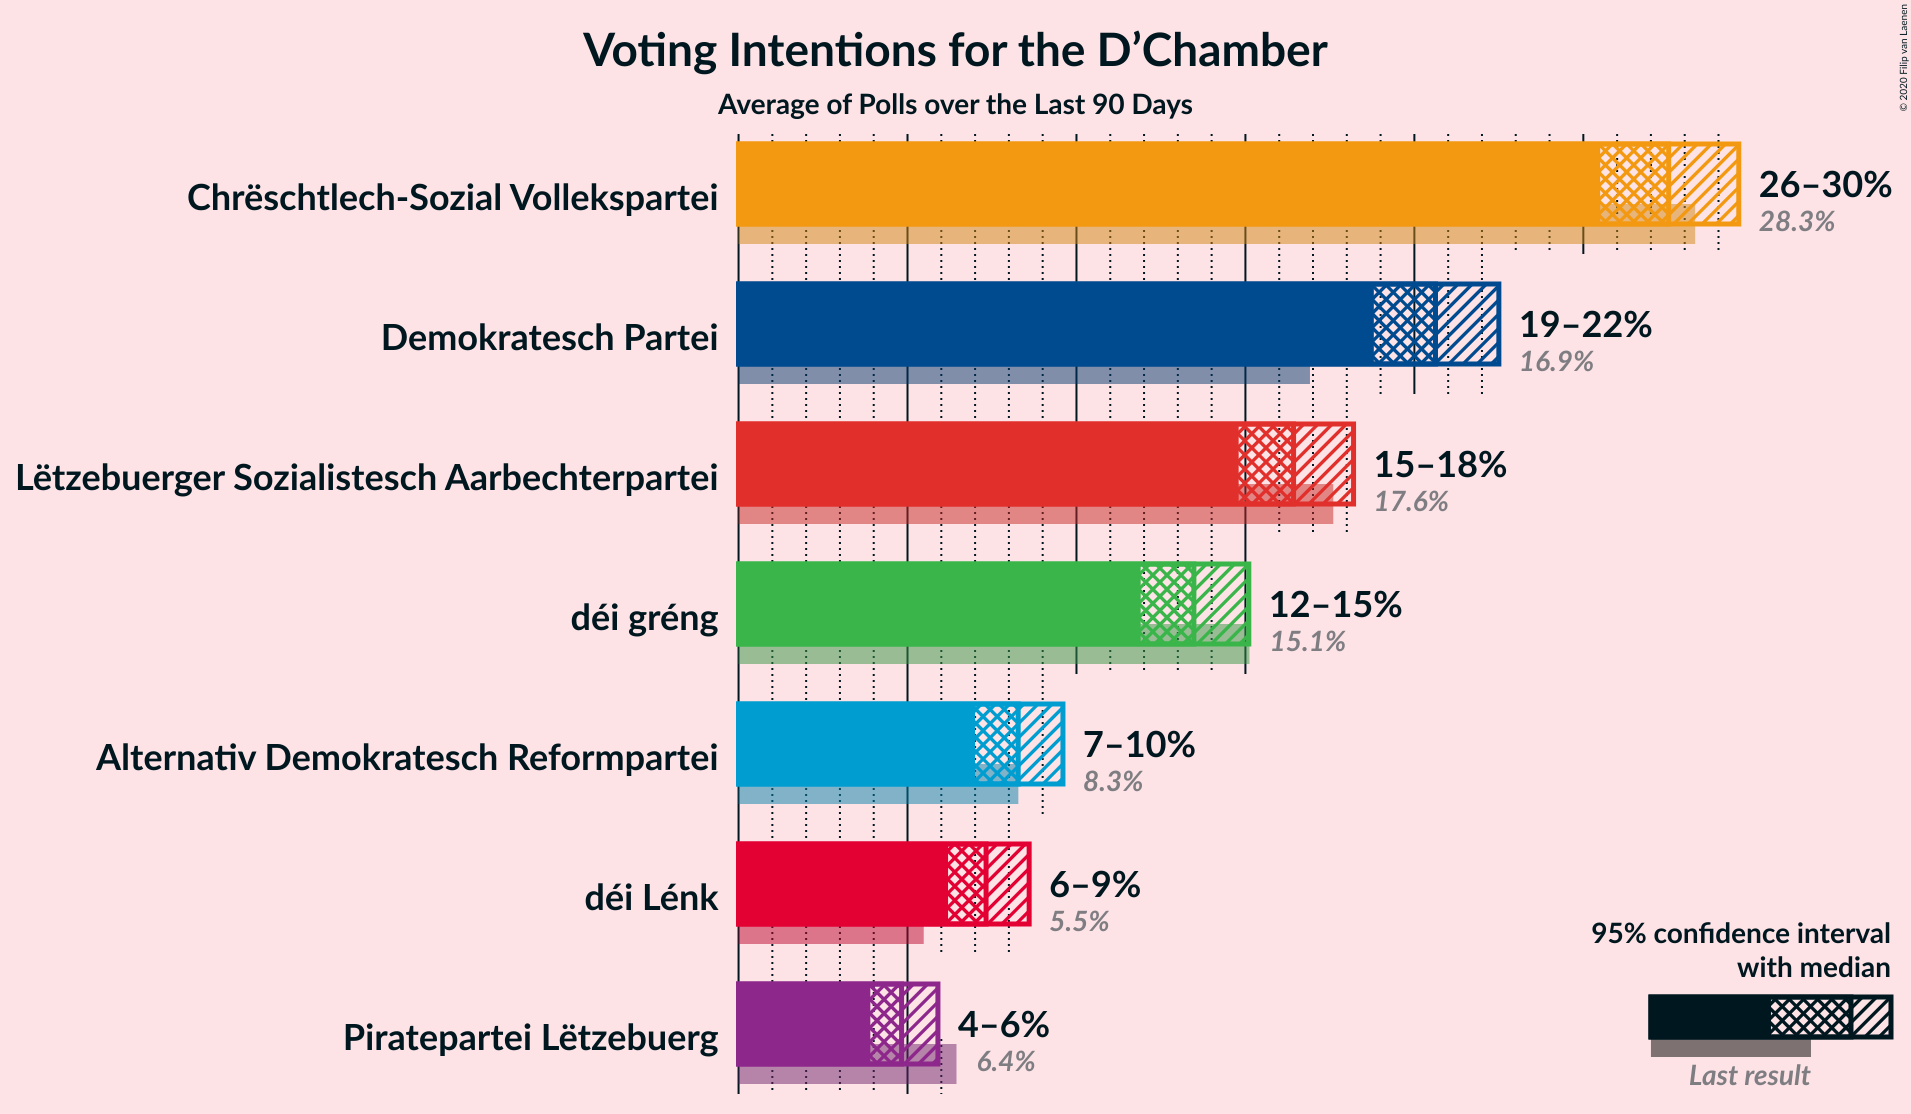 Voting Intentions for the D’Chamber
Average of Polls over the Last 90 Days
© 2020 Filip van Laenen
Chrëschtlech-Sozial Vollekspartei
26–30%
28.3%
Demokratesch Partei
19–22%
16.9%
Lëtzebuerger Sozialistesch Aarbechterpartei
15–18%
17.6%
déi gréng
12–15%
15.1%
Alternativ Demokratesch Reformpartei
7–10%
8.3%
déi Lénk
6–9%
5.5%
Piratepartei Lëtzebuerg
4–6%
6.4%
95% confidence interval
with median
Last result